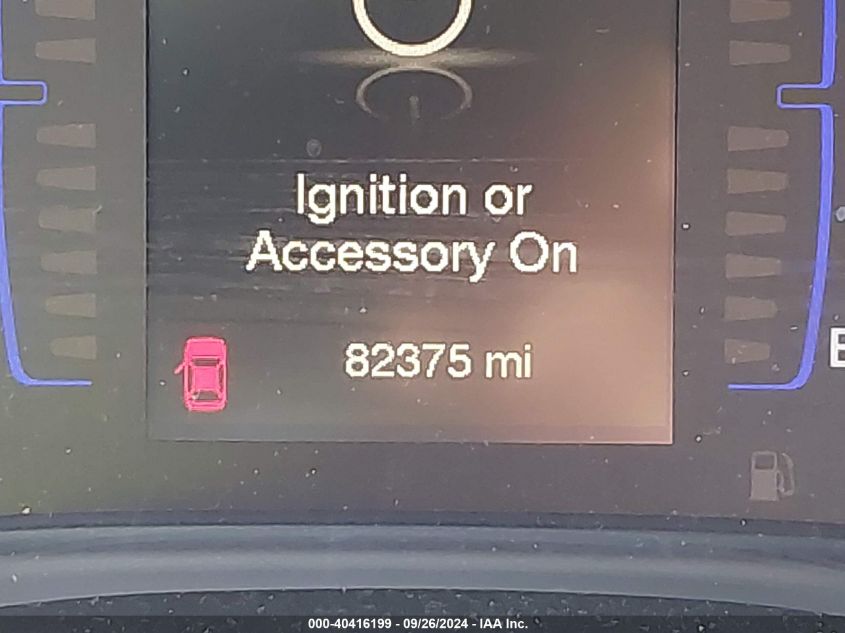 Ignition or
Accessory On
82375 mi
E
000-40416199 - 09/26/2024 - IAA Inc.